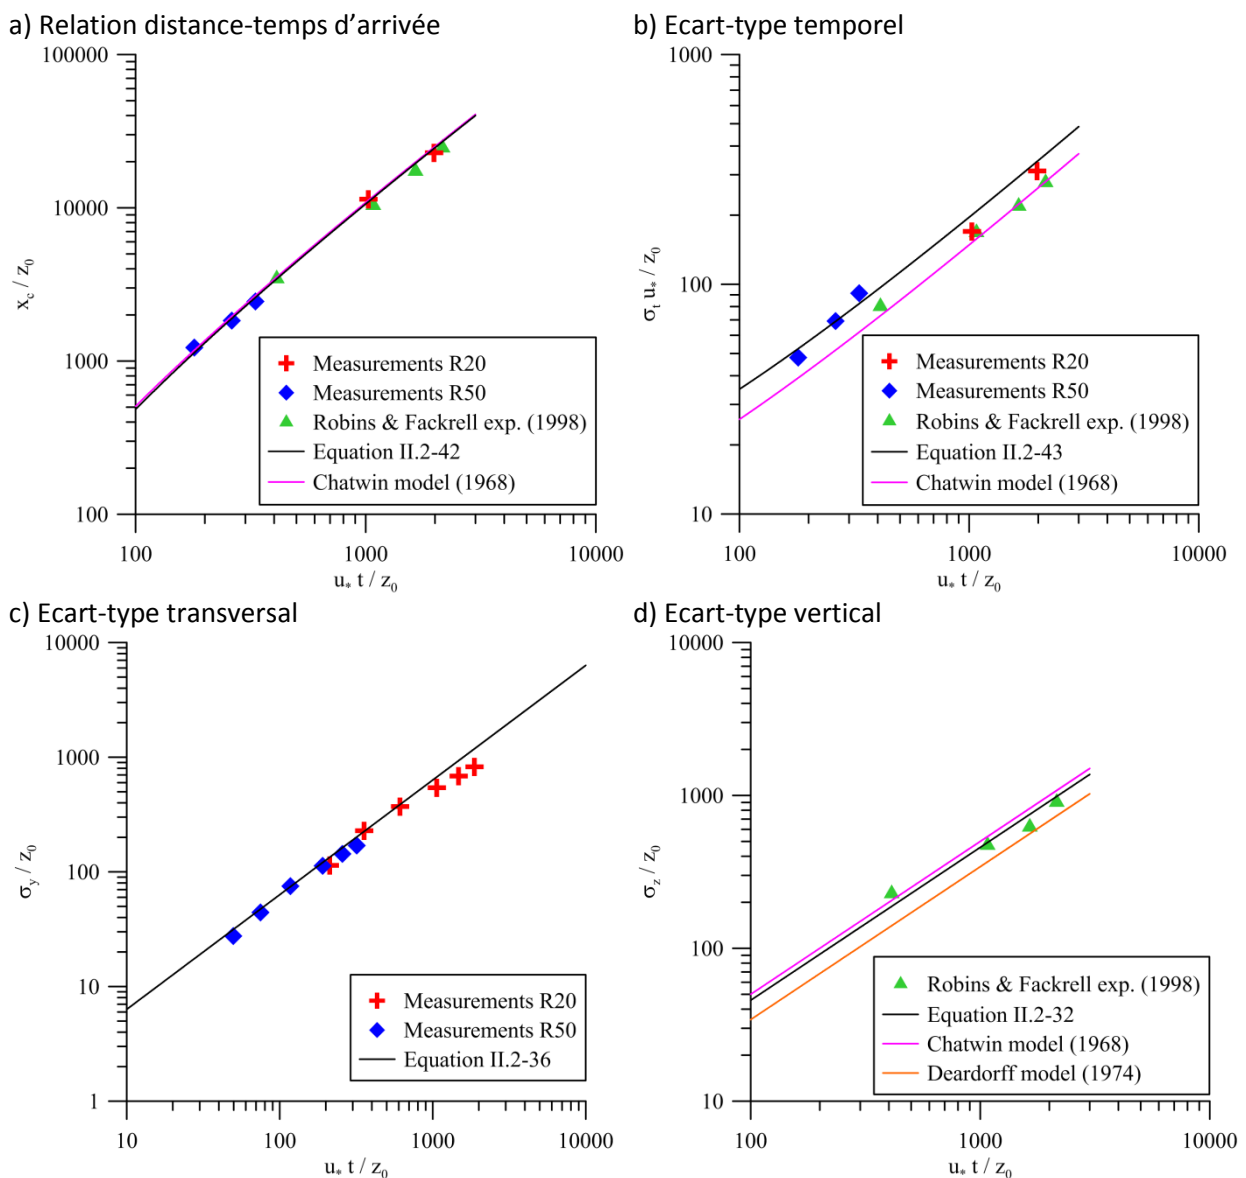 a) Relation distance-temps d’arrivée
100000
10000
1000
100
x_c / z_0
100
1000
10000
u_* t / z_0
Measurements R20
Measurements R50
Robins & Fackrell exp. (1998)
Equation II.2-42
Chatwin model (1968)
b) Ecart-type temporel
1000
100
10
σ_t u_* / z_0
100
1000
10000
u_* t / z_0
Measurements R20
Measurements R50
Robins & Fackrell exp. (1998)
Equation II.2-43
Chatwin model (1968)
c) Ecart-type transversal
10000
1000
100
10
1
σ_y / z_0
10
100
1000
10000
u_* t / z_0
Measurements R20
Measurements R50
Equation II.2-36
d) Ecart-type vertical
10000
1000
100
10
σ_z / z_0
100
1000
10000
u_* t / z_0
Robins & Fackrell exp. (1998)
Equation II.2-32
Chatwin model (1968)
Deardorff model (1974)